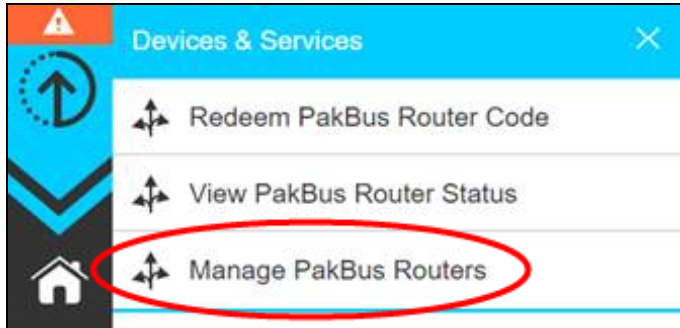 Devices & Services
Redeem PakBus Router Code
View PakBus Router Status
Manage PakBus Routers